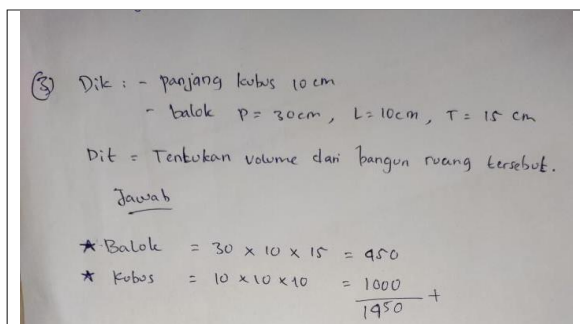 ③ Dik : - panjang kubus 10 cm
- balok P = 30cm, L = 10cm, T = 15 cm
Dit = Tentukan volume dari bangun ruang tersebut.
Jawab
★ Balok = 30 x 10 x 15 = 450
★ Kubus = 10 x 10 x 10 = 1000 +
1450